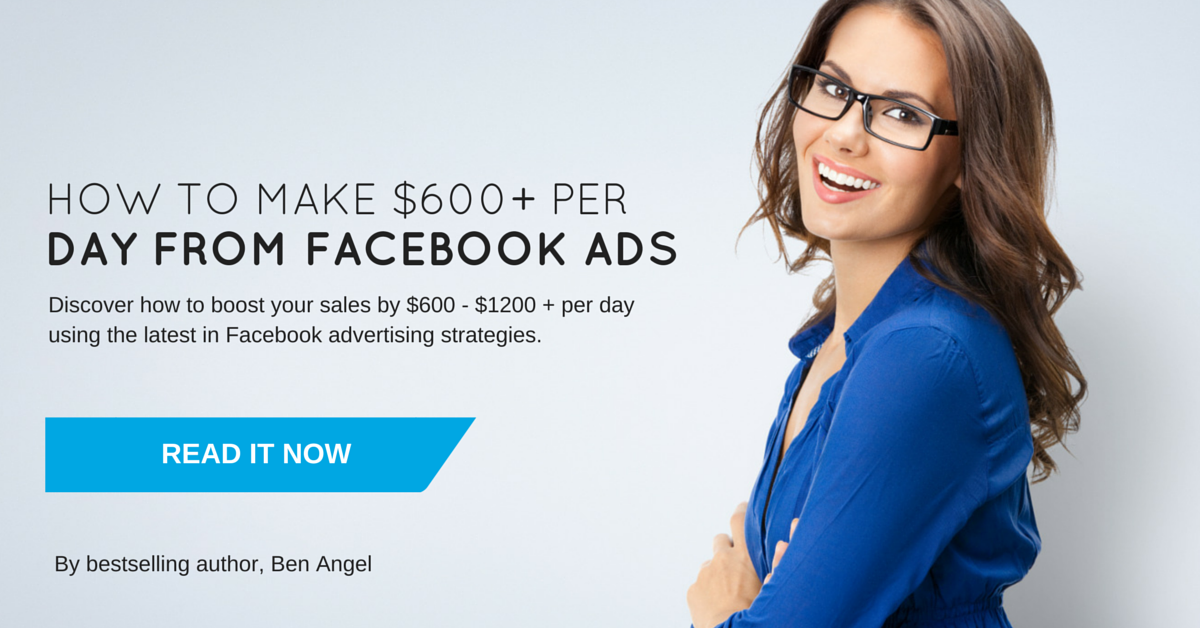 HOW TO MAKE $600+ PER
DAY FROM FACEBOOK ADS
Discover how to boost your sales by $600 - $1200 + per day
using the latest in Facebook advertising strategies.
READ IT NOW
By bestselling author, Ben Angel